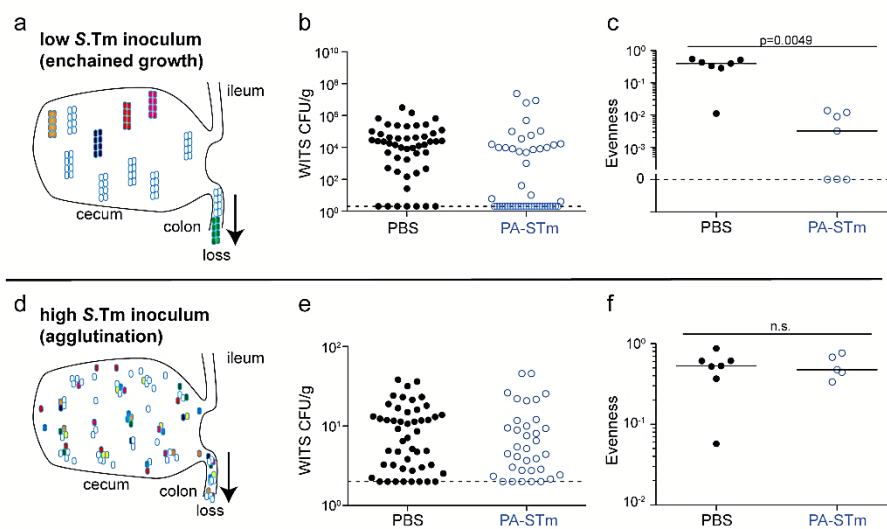 a
low S.Tm inoculum
(enchained growth)
ileum
cecum
colon
loss
b
WITS CFU/g
10^10
10^8
10^6
10^4
10^2
10^0
PBS
PA-STm
c
p=0.0049
Evenness
10^0
10^-1
10^-2
10^-3
0
PBS
PA-STm
d
high S.Tm inoculum
(agglutination)
ileum
cecum
colon
loss
e
WITS CFU/g
10^2
10^1
10^0
PBS
PA-STm
f
n.s.
Evenness
10^0
10^-1
10^-2
PBS
PA-STm